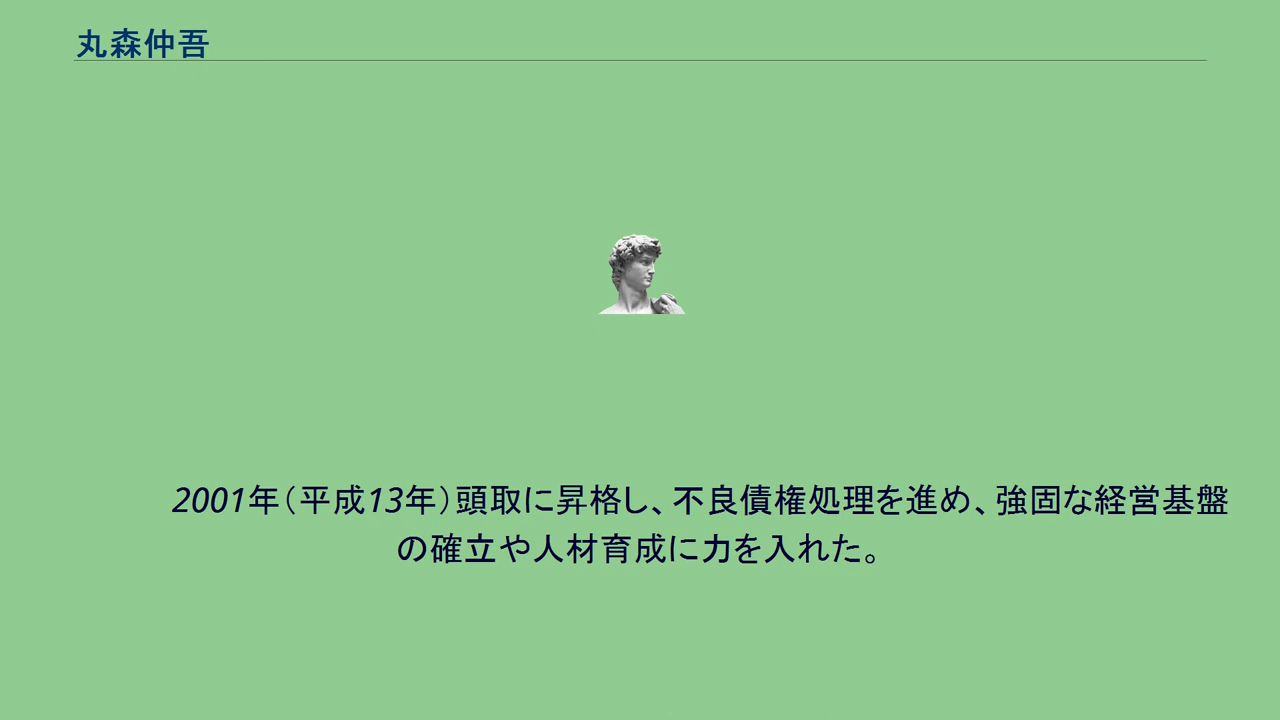 丸森仲吾
2001年（平成13年）頭取に昇格し、不良債権処理を進め、強固な経営基盤
の確立や人材育成に力を入れた。